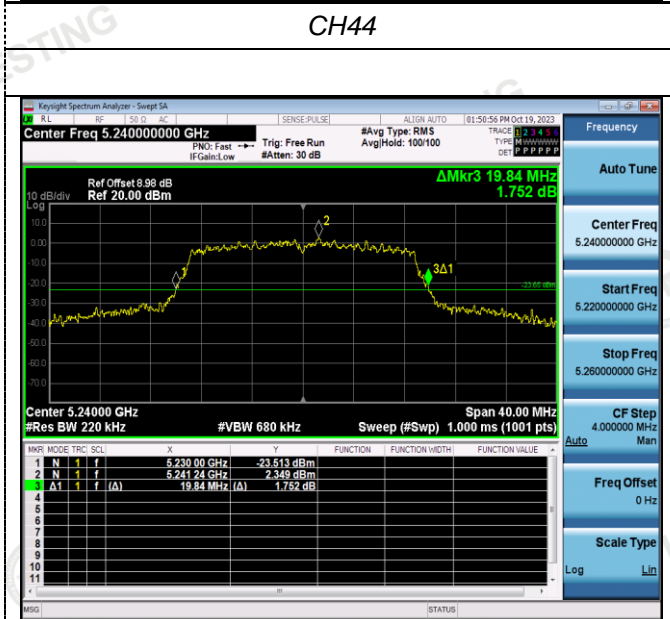 CH44
STING
ESTING
Keysight Spectrum Analyzer - Swept SA
RL RF 50 Ω AC SENSE:PULSE ALIGN AUTO 01:50:56 PM Oct 19, 2023
Center Freq 5.240000000 GHz
PNO: Fast
IFGain:Low
Trig: Free Run
#Atten: 30 dB
#Avg Type: RMS
Avg|Hold: 100/100
TRACE 1 2 3 4 5 6
TYPE M W W W W W
DET P P P P P P
Frequency
Ref Offset 8.98 dB
10 dB/div Ref 20.00 dBm
Log
ΔMkr3 19.84 MHz
1.752 dB
10.0
0.00
-10.0
-20.0
-30.0
-40.0
-50.0
-60.0
-70.0
1
2
3Δ1
-23.65 dBm
Center 5.24000 GHz Span 40.00 MHz
#Res BW 220 kHz #VBW 680 kHz Sweep (#Swp) 1.000 ms (1001 pts)
MKR MODE TRC SCL X Y FUNCTION FUNCTION WIDTH FUNCTION VALUE
1 N 1 f 5.230 00 GHz -23.513 dBm
2 N 1 f 5.241 24 GHz 2.349 dBm
3 Δ1 1 f (Δ) 19.84 MHz (Δ) 1.752 dB
4
5
6
7
8
9
10
11
MSG STATUS
Auto Tune
Center Freq
5.240000000 GHz
Start Freq
5.220000000 GHz
Stop Freq
5.260000000 GHz
CF Step
4.000000 MHz
Auto Man
Freq Offset
0 Hz
Scale Type
Log Lin